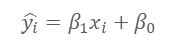 ŷᵢ = β₁xᵢ + β₀